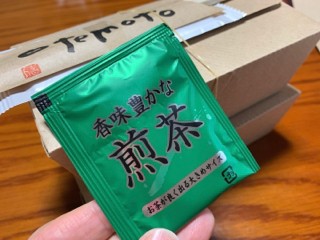 otemoto
香味豊かな
煎茶
お茶が良く出る大きめサイズ